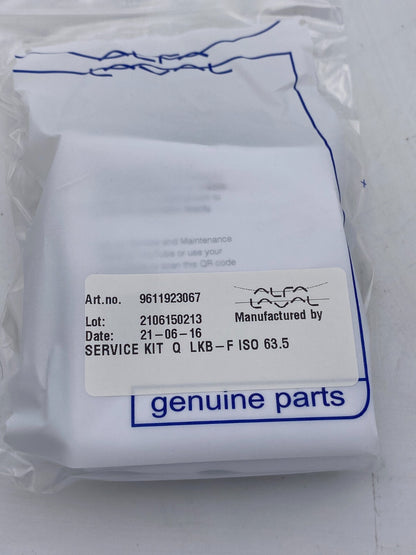 ALFA
LAVAL
and Maintenance
or use your
scan this QR code
Art.no. 9611923067
ALFA
LAVAL
Lot: 2106150213
Manufactured by
Date: 21-06-16
SERVICE KIT Q LKB-F ISO 63.5
genuine parts